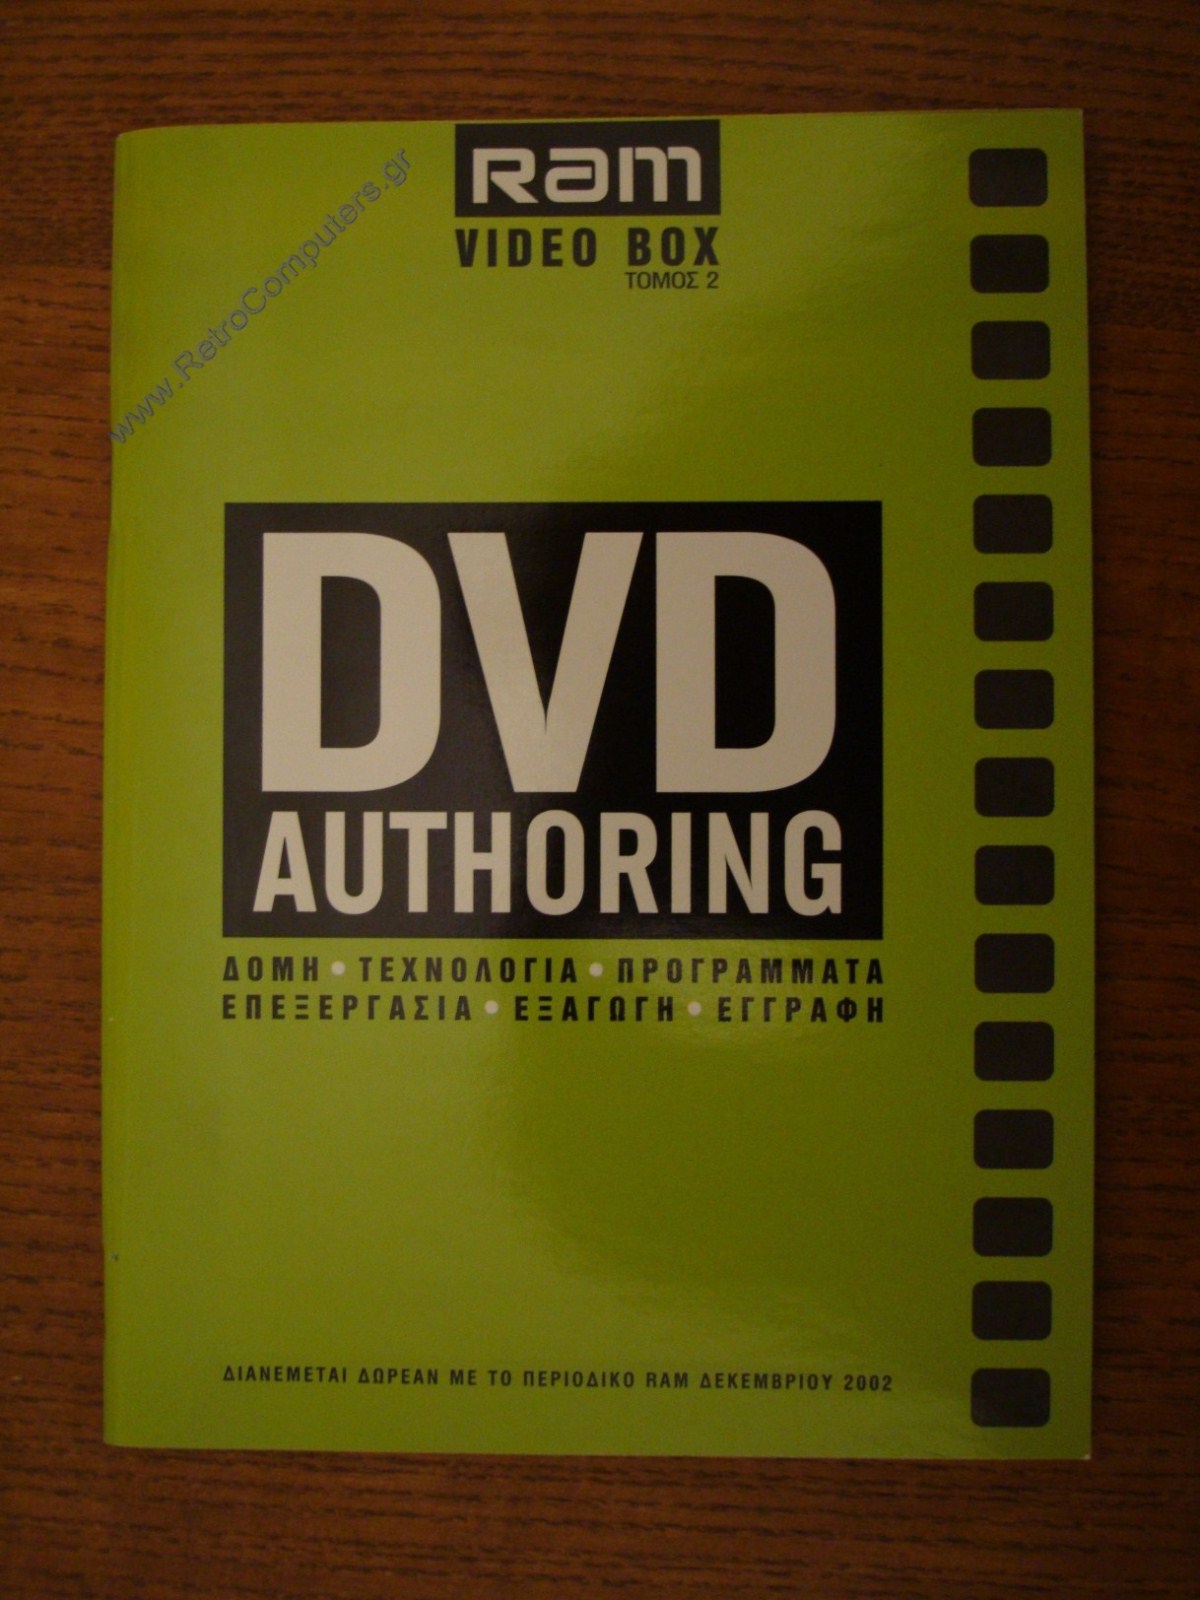 Ram
VIDEO BOX
ΤΟΜΟΣ 2
www.RetroComputers.gr
DVD
AUTHORING
ΔΟΜΗ • ΤΕΧΝΟΛΟΓΙΑ • ΠΡΟΓΡΑΜΜΑΤΑ
ΕΠΕΞΕΡΓΑΣΙΑ • ΕΞΑΓΩΓΗ • ΕΓΓΡΑΦΗ
ΔΙΑΝΕΜΕΤΑΙ ΔΩΡΕΑΝ ΜΕ ΤΟ ΠΕΡΙΟΔΙΚΟ RAM ΔΕΚΕΜΒΡΙΟΥ 2002